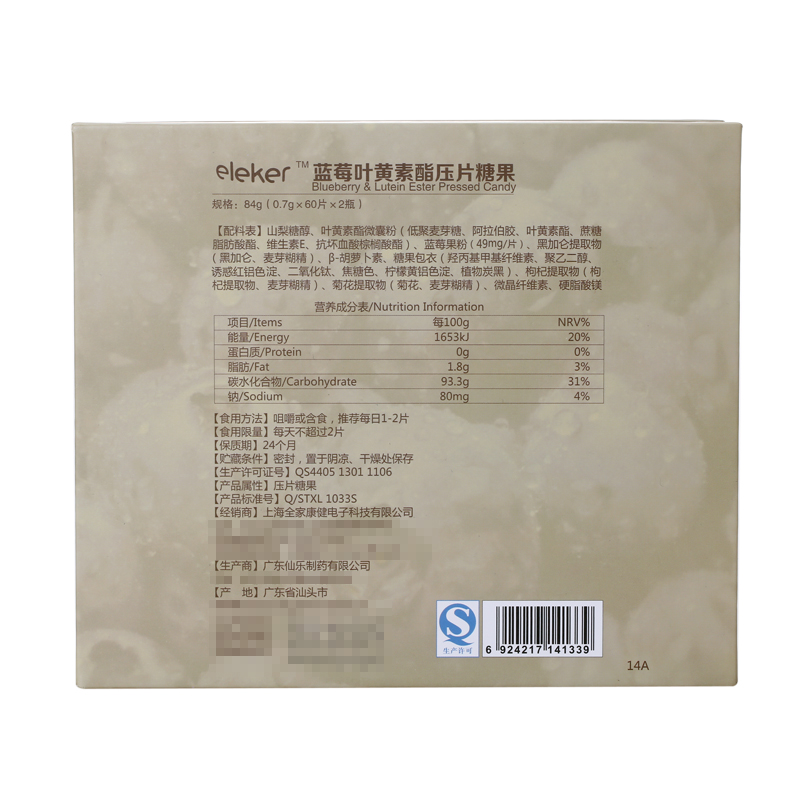 eleker™ 蓝莓叶黄素酯压片糖果
Blueberry & Lutein Ester Pressed Candy
规格：84g（0.7g×60片×2瓶）
【配料表】山梨糖醇、叶黄素酯微囊粉（低聚麦芽糖、阿拉伯胶、叶黄素酯、蔗糖
脂肪酸酯、维生素E、抗坏血酸棕榈酸酯）、蓝莓果粉（49mg/片）、黑加仑提取物
（黑加仑、麦芽糊精）、β-胡萝卜素、糖果包衣（羟丙基甲基纤维素、聚乙二醇、
诱惑红铝色淀、二氧化钛、焦糖色、柠檬黄铝色淀、植物炭黑）、枸杞提取物（枸
杞提取物、麦芽糊精）、菊花提取物（菊花、麦芽糊精）、微晶纤维素、硬脂酸镁
营养成分表/Nutrition Information
项目/Items 每100g NRV%
能量/Energy 1653kJ 20%
蛋白质/Protein 0g 0%
脂肪/Fat 1.8g 3%
碳水化合物/Carbohydrate 93.3g 31%
钠/Sodium 80mg 4%
【食用方法】咀嚼或含食，推荐每日1-2片
【食用限量】每天不超过2片
【保质期】24个月
【贮藏条件】密封，置于阴凉、干燥处保存
【生产许可证号】QS4405 1301 1106
【产品属性】压片糖果
【产品标准号】Q/STXL 1033S
【经销商】上海全家康健电子科技有限公司
【生产商】广东仙乐制药有限公司
【产 地】广东省汕头市
QS
生产许可
6 924217 141339
14A